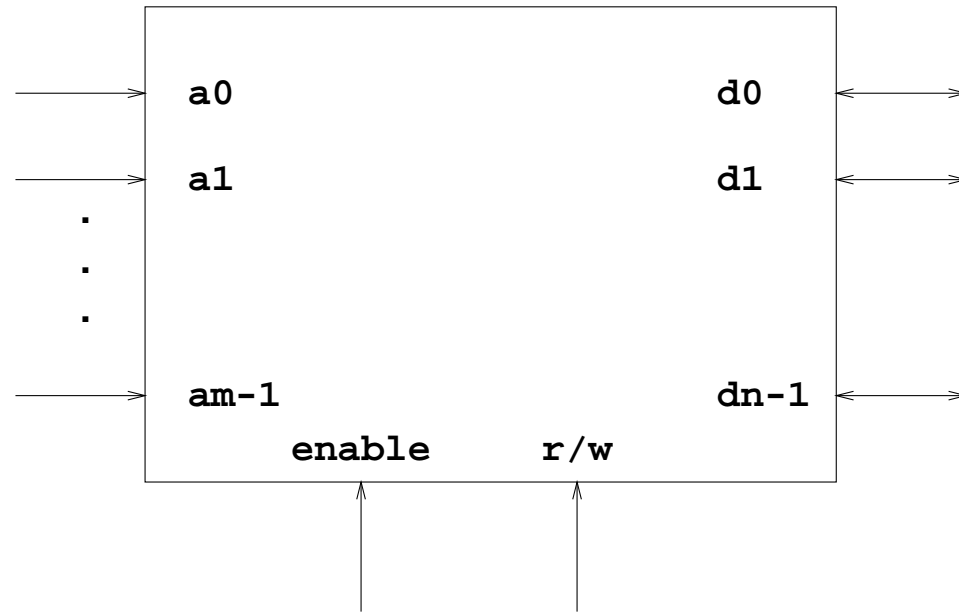 a0 d0
a1 d1
.
.
.
am-1 dn-1
enable r/w